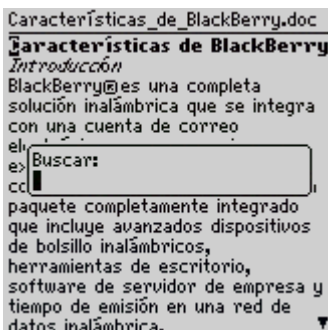 Características_de_BlackBerry.doc
Características de BlackBerry
Introducción
BlackBerry® es una completa
solución inalámbrica que se integra
con una cuenta de correo
Buscar:
paquete completamente integrado
que incluye avanzados dispositivos
de bolsillo inalámbricos,
herramientas de escritorio,
software de servidor de empresa y
tiempo de emisión en una red de
datos inalámbrica.